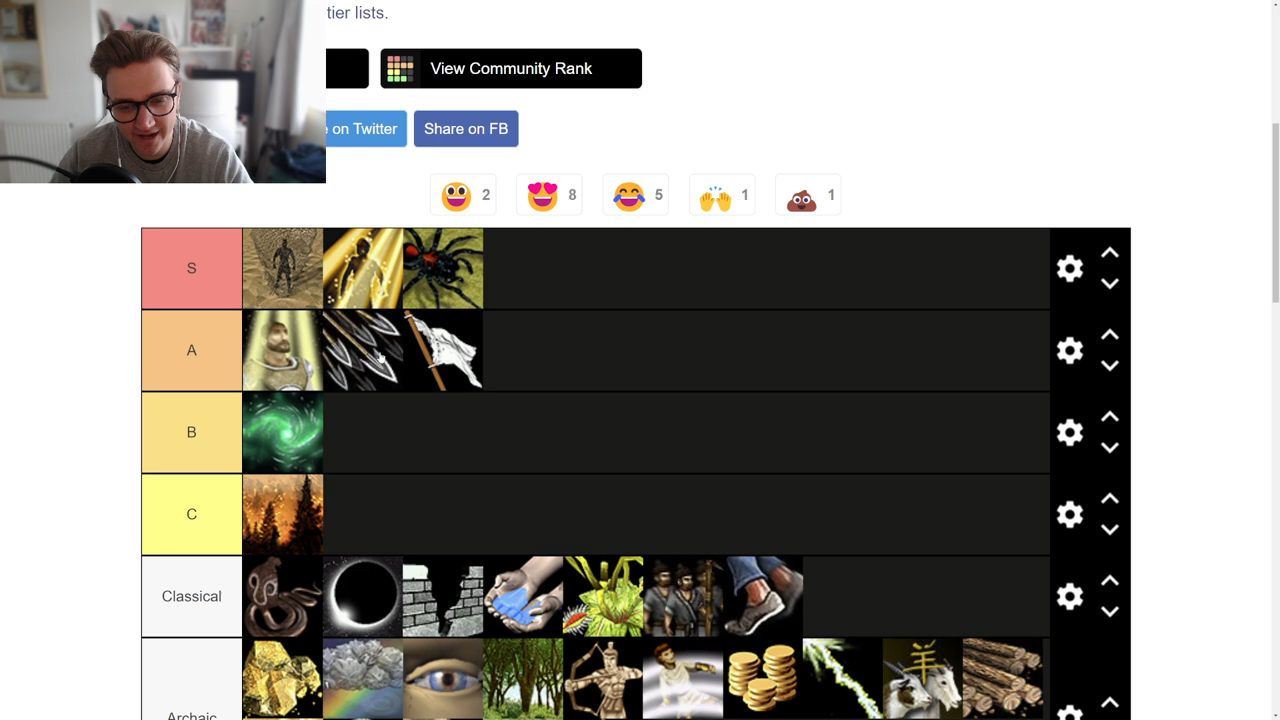 tier lists.
View Community Rank
on Twitter
Share on FB
2
8
5
1
1
S
A
B
C
Classical
Archaic